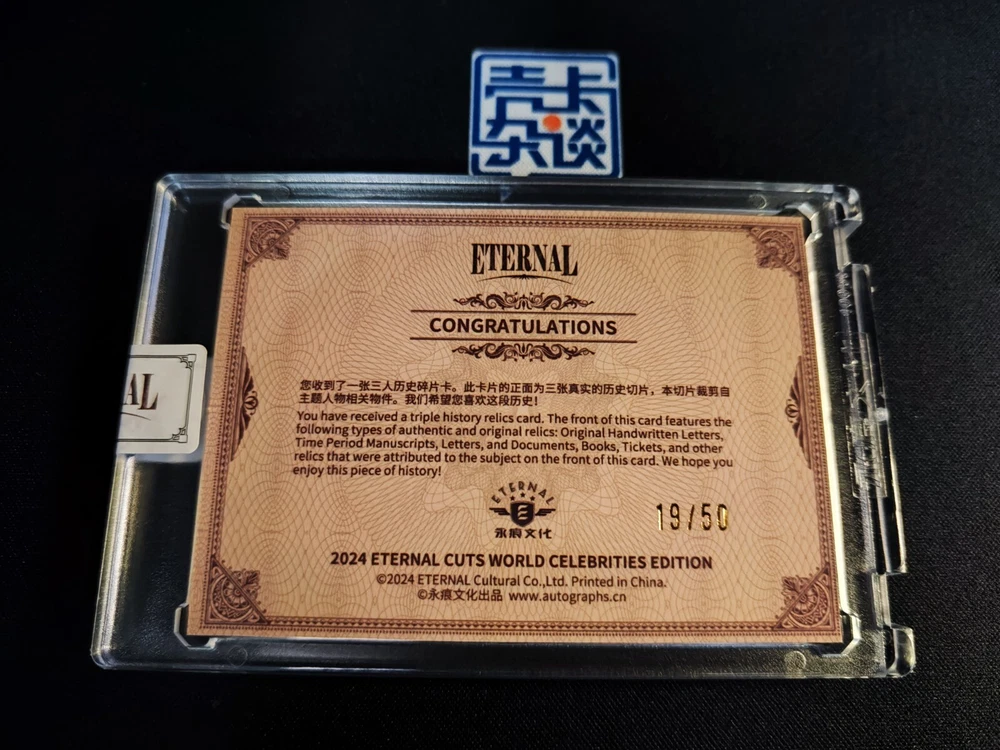 壳卡
杂谈
ETERNAL
CONGRATULATIONS
您收到了一张三人历史碎片卡。此卡片的正面为三张真实的历史切片，本切片裁剪自
主题人物相关物件。我们希望您喜欢这段历史！
You have received a triple history relics card. The front of this card features the
following types of authentic and original relics: Original Handwritten Letters,
Time Period Manuscripts, Letters, and Documents, Books, Tickets, and other
relics that were attributed to the subject on the front of this card. We hope you
enjoy this piece of history!
AL
ETERNAL
E
永痕文化
19/50
2024 ETERNAL CUTS WORLD CELEBRITIES EDITION
©2024 ETERNAL Cultural Co.,Ltd. Printed in China.
©永痕文化出品 www.autographs.cn